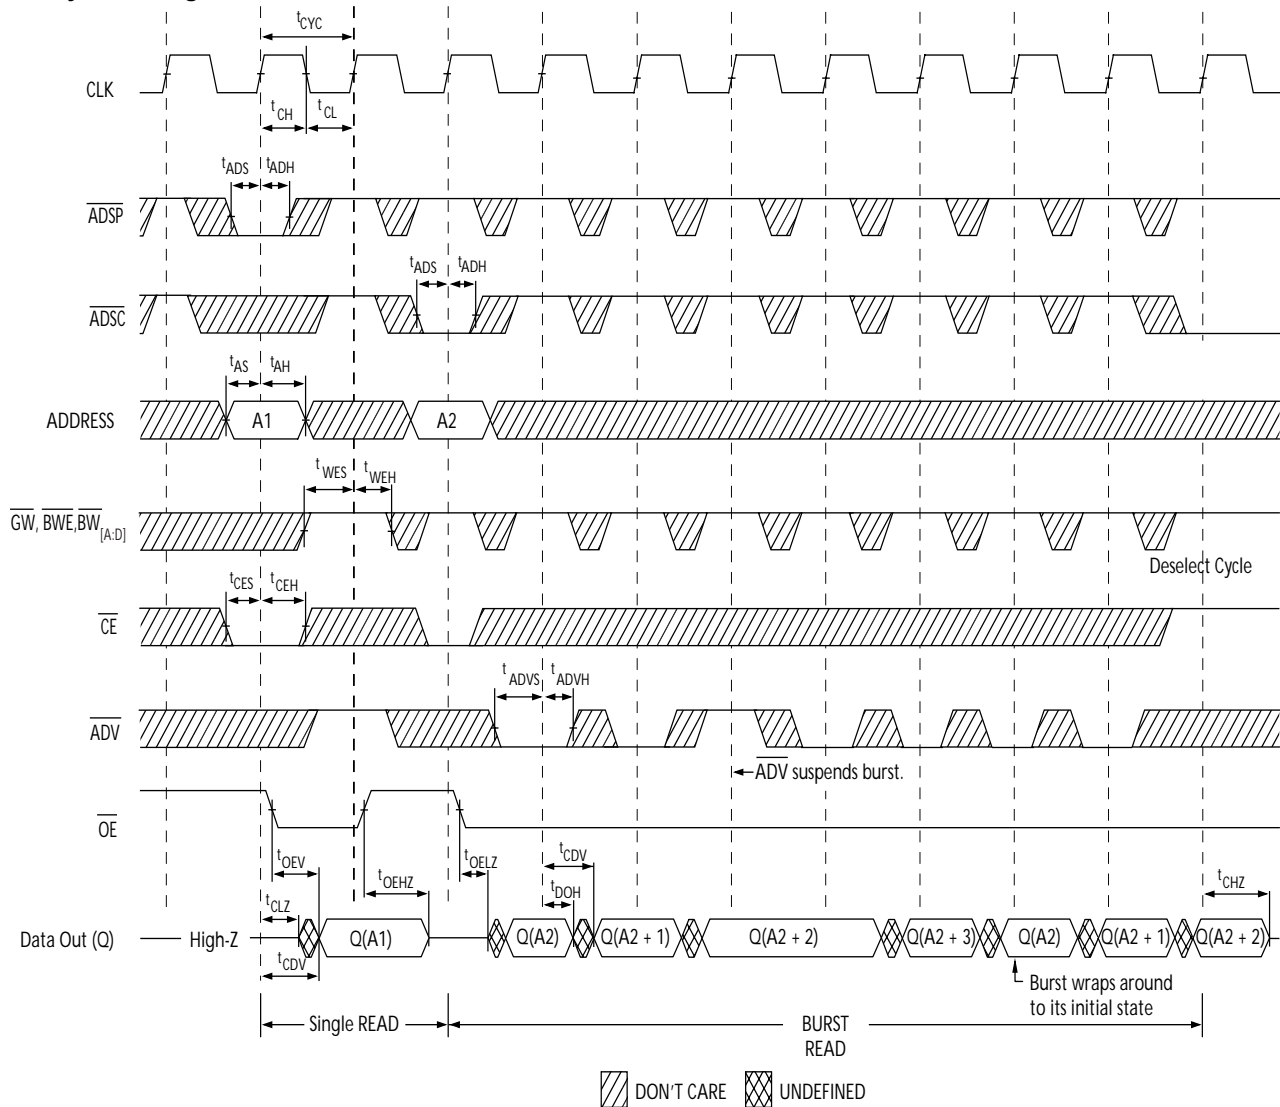 tCYC
CLK
tCH
tCL
tADS
tADH
ADSP
tADS
tADH
ADSC
tAS
tAH
ADDRESS
A1
A2
tWES
tWEH
GW, BWE,BW[A:D]
Deselect Cycle
tCES
tCEH
CE
tADVS
tADVH
ADV
ADV suspends burst.
OE
tOEV
tOEHZ
tOELZ
tCDV
tDOH
tCHZ
tCLZ
Data Out (Q)
High-Z
Q(A1)
Q(A2)
Q(A2 + 1)
Q(A2 + 2)
Q(A2 + 3)
Q(A2)
Q(A2 + 1)
Q(A2 + 2)
tCDV
Burst wraps around
to its initial state
Single READ
BURST
READ
DON'T CARE
UNDEFINED